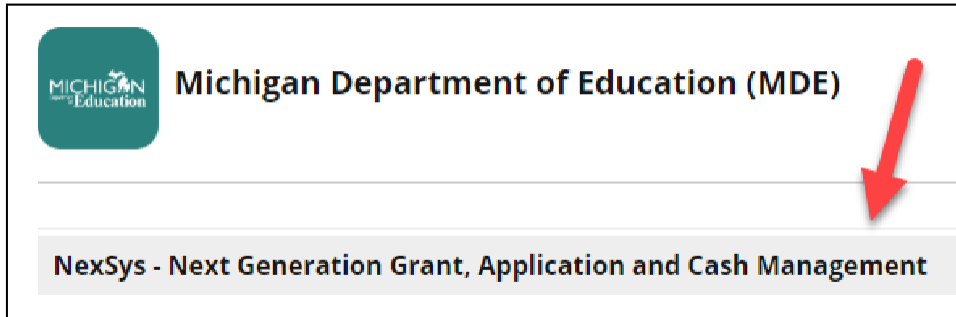 MICHIGAN
Education
Michigan Department of Education (MDE)
NexSys - Next Generation Grant, Application and Cash Management